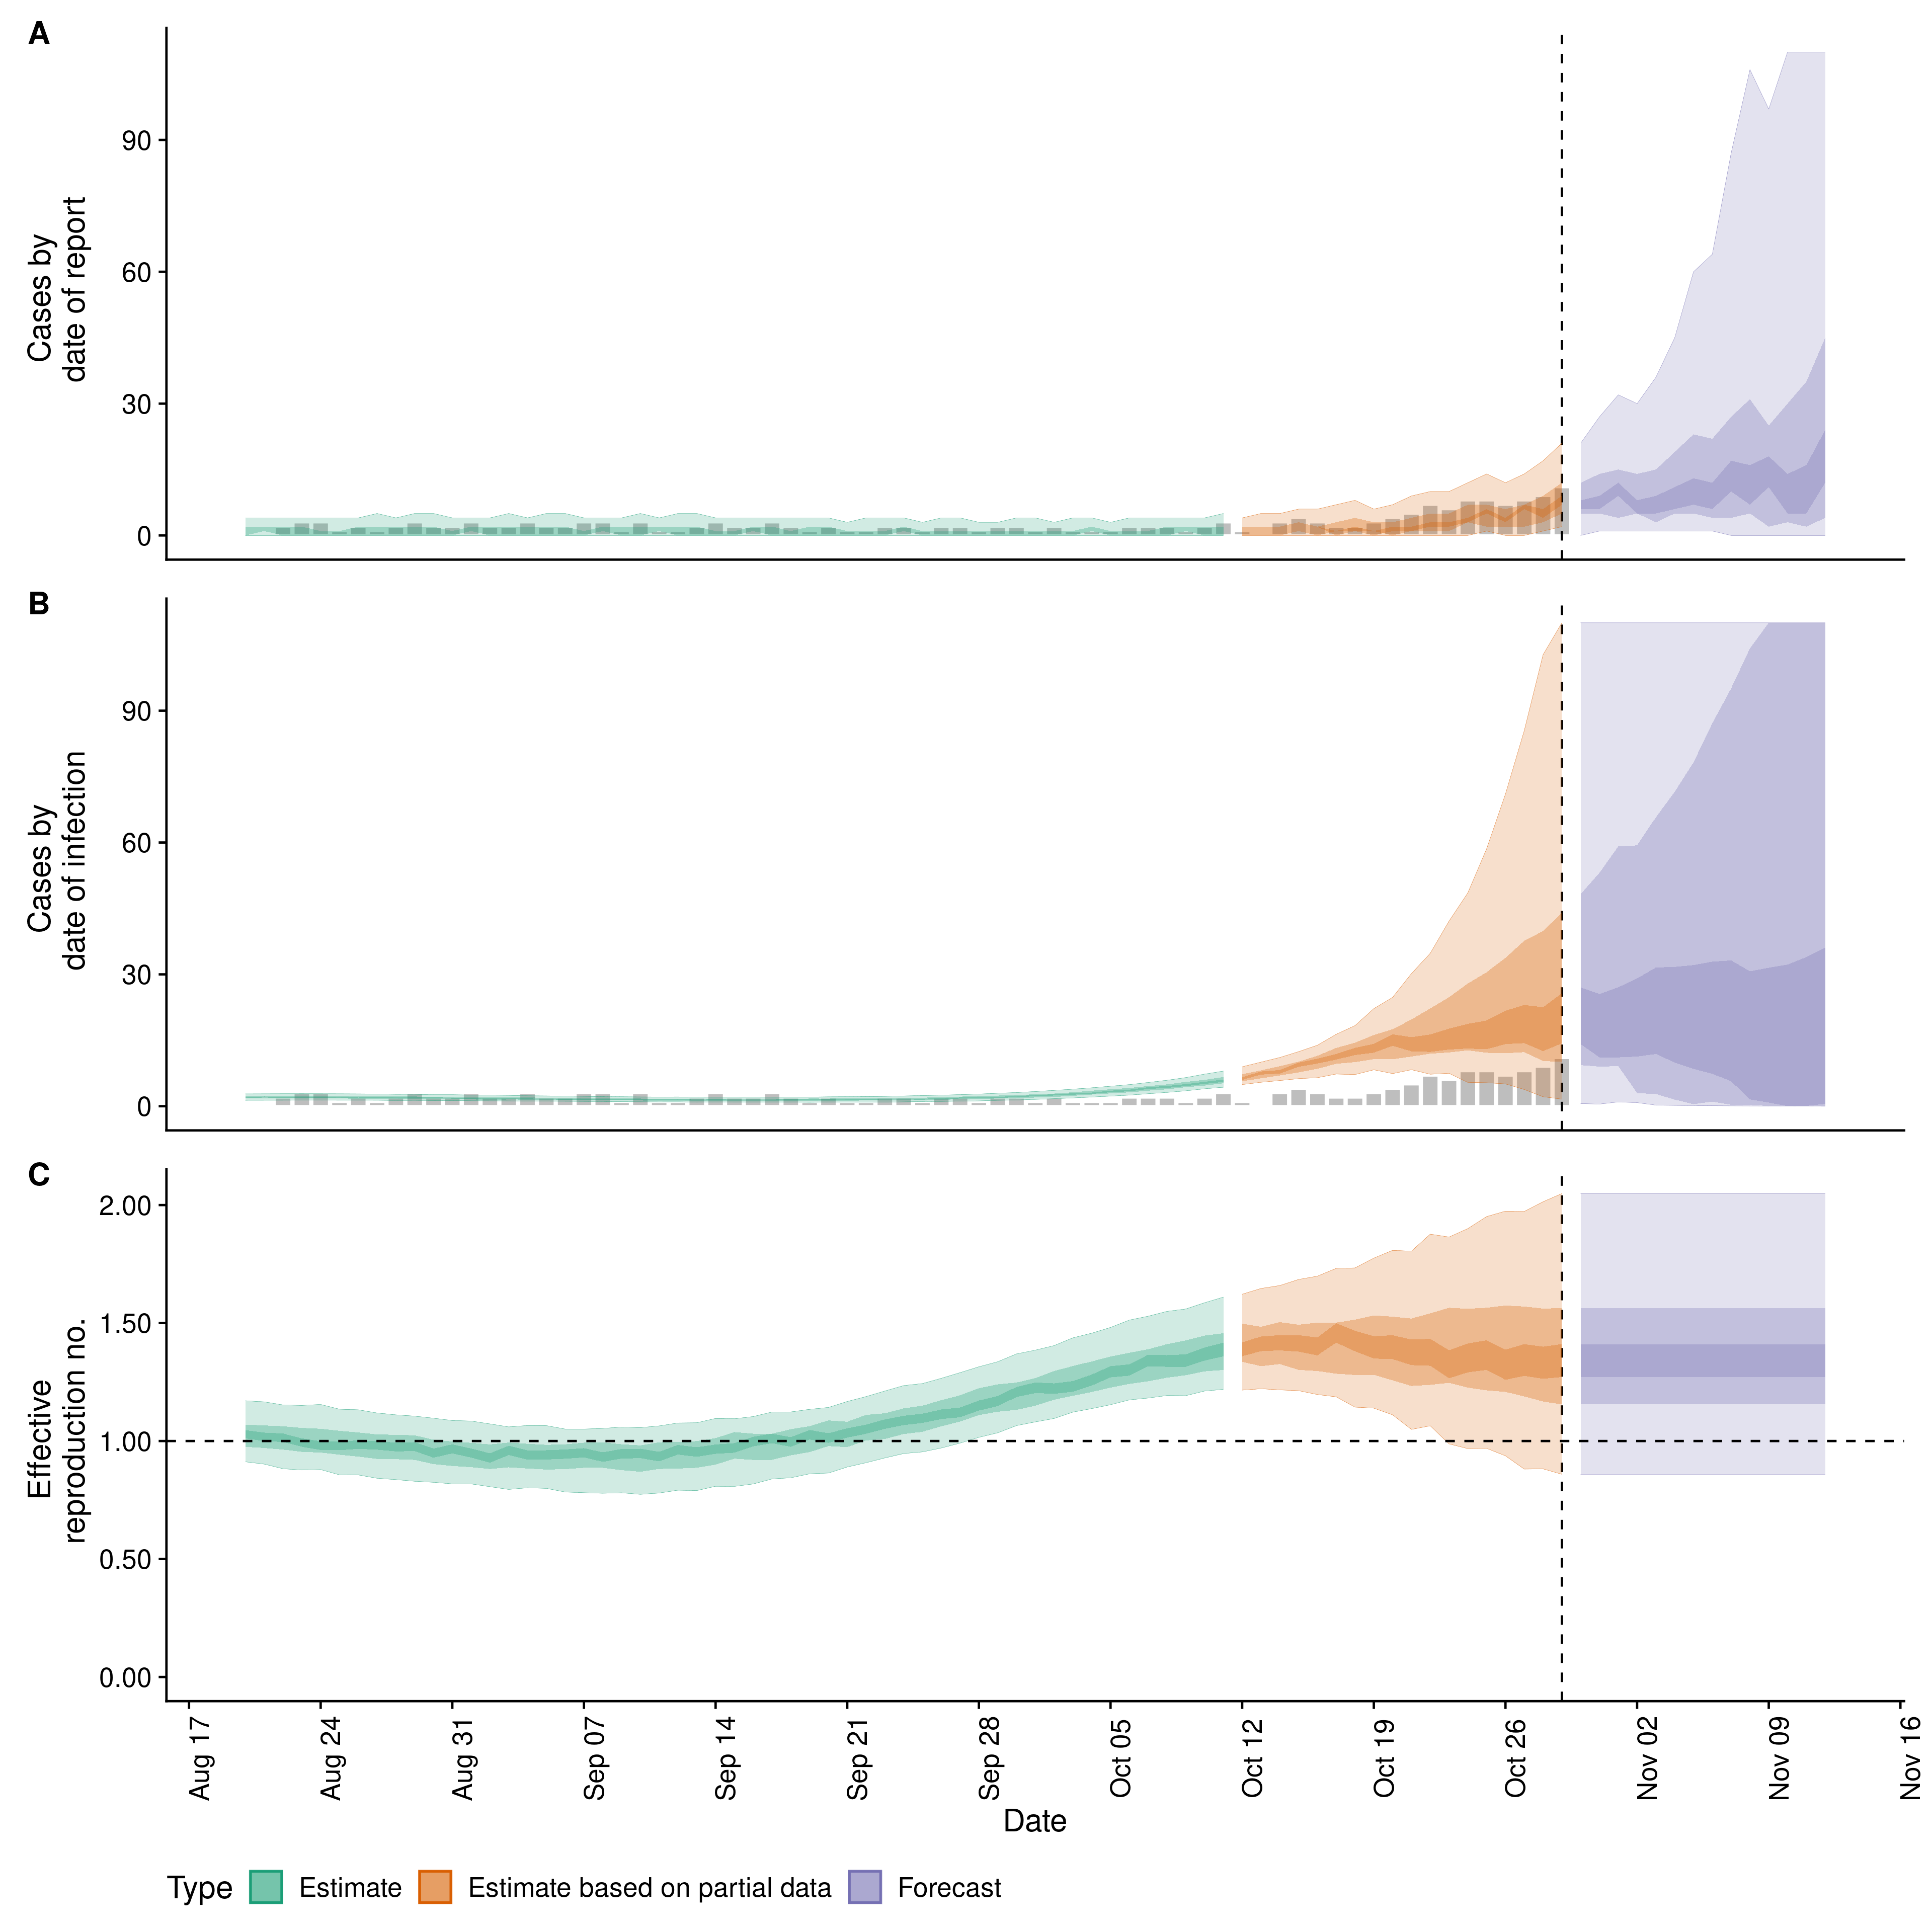 A
Cases by
date of report
90
60
30
0
B
Cases by
date of infection
90
60
30
0
C
Effective
reproduction no.
2.00
1.50
1.00
0.50
0.00
Aug 17
Aug 24
Aug 31
Sep 07
Sep 14
Sep 21
Sep 28
Oct 05
Oct 12
Oct 19
Oct 26
Nov 02
Nov 09
Nov 16
Date
Type Estimate Estimate based on partial data Forecast